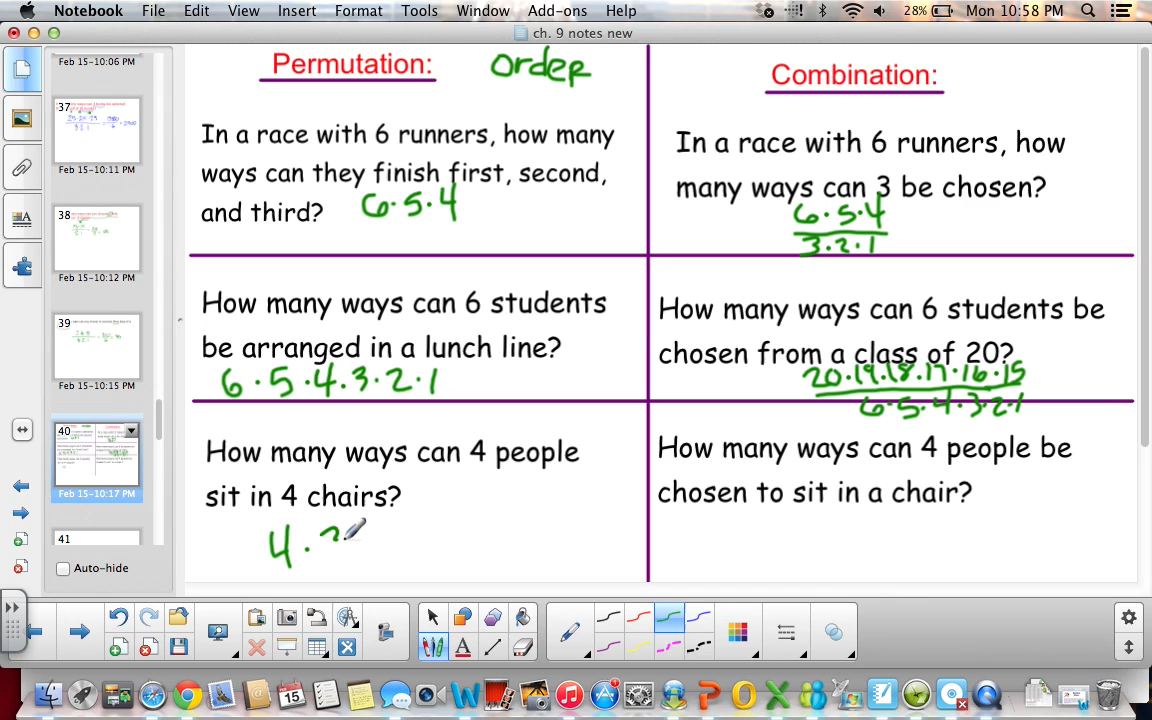 Notebook File Edit View Insert Format Tools Window Add-ons Help 28% Mon 10:58 PM
ch. 9 notes new
Feb 15-10:06 PM
37
Feb 15-10:11 PM
38
Feb 15-10:12 PM
39
Feb 15-10:15 PM
40
Feb 15-10:17 PM
41
Auto-hide
Permutation: order
In a race with 6 runners, how many
ways can they finish first, second,
and third? 6·5·4
Combination:
In a race with 6 runners, how
many ways can 3 be chosen?
6·5·4
3·2·1
How many ways can 6 students
be arranged in a lunch line?
6·5·4·3·2·1
How many ways can 6 students be
chosen from a class of 20?
20·19·18·17·16·15
6·5·4·3·2·1
How many ways can 4 people
sit in 4 chairs?
4·
How many ways can 4 people be
chosen to sit in a chair?